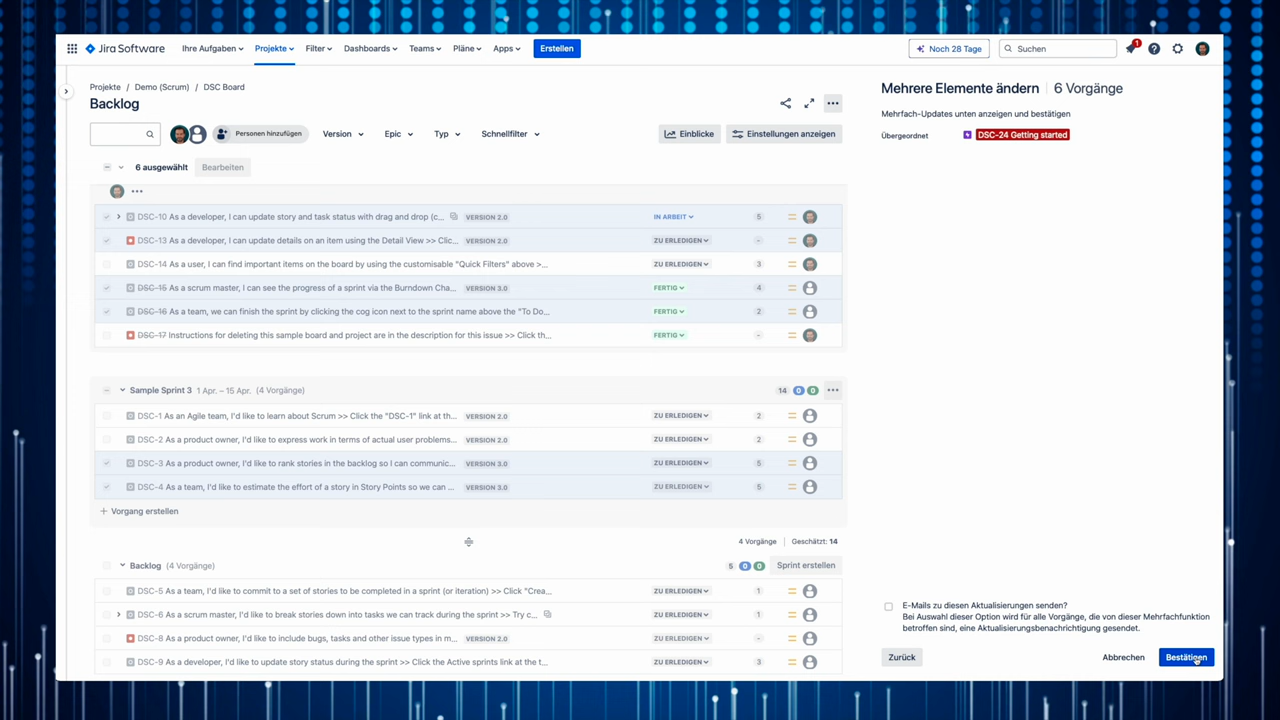 Jira Software Ihre Aufgaben Projekte Filter Dashboards Teams Pläne Apps Erstellen Noch 28 Tage Suchen 1
Projekte / Demo (Scrum) / DSC Board
Backlog
Personen hinzufügen Version Epic Typ Schnellfilter Einblicke Einstellungen anzeigen
6 ausgewählt Bearbeiten
DSC-10 As a developer, I can update story and task status with drag and drop (c... VERSION 2.0 IN ARBEIT 5
DSC-13 As a developer, I can update details on an item using the Detail View >> Clic... VERSION 2.0 ZU ERLEDIGEN -
DSC-14 As a user, I can find important items on the board by using the customisable "Quick Filters" above >... ZU ERLEDIGEN 3
DSC-15 As a scrum master, I can see the progress of a sprint via the Burndown Cha... VERSION 3.0 FERTIG 4
DSC-16 As a team, we can finish the sprint by clicking the cog icon next to the sprint name above the "To Do... FERTIG 2
DSC-17 Instructions for deleting this sample board and project are in the description for this issue >> Click th... FERTIG -
Sample Sprint 3 1 Apr. – 15 Apr. (4 Vorgänge) 14 0 0
DSC-1 As an Agile team, I'd like to learn about Scrum >> Click the "DSC-1" link at th... VERSION 2.0 ZU ERLEDIGEN 2
DSC-2 As a product owner, I'd like to express work in terms of actual user problems... VERSION 2.0 ZU ERLEDIGEN 2
DSC-3 As a product owner, I'd like to rank stories in the backlog so I can communic... VERSION 3.0 ZU ERLEDIGEN 5
DSC-4 As a team, I'd like to estimate the effort of a story in Story Points so we can ... VERSION 3.0 ZU ERLEDIGEN 5
+ Vorgang erstellen
4 Vorgänge | Geschätzt: 14
Backlog (4 Vorgänge) 5 0 0 Sprint erstellen
DSC-5 As a team, I'd like to commit to a set of stories to be completed in a sprint (or iteration) >> Click "Crea... ZU ERLEDIGEN 1
DSC-6 As a scrum master, I'd like to break stories down into tasks we can track during the sprint >> Try c... ZU ERLEDIGEN 1
DSC-8 As a product owner, I'd like to include bugs, tasks and other issue types in m... VERSION 2.0 ZU ERLEDIGEN -
DSC-9 As a developer, I'd like to update story status during the sprint >> Click the Active sprints link at the t... ZU ERLEDIGEN 3
Mehrere Elemente ändern | 6 Vorgänge
Mehrfach-Updates unten anzeigen und bestätigen
Übergeordnet DSC-24 Getting started
E-Mails zu diesen Aktualisierungen senden?
Bei Auswahl dieser Option wird für alle Vorgänge, die von dieser Mehrfachfunktion
betroffen sind, eine Aktualisierungsbenachrichtigung gesendet.
Zurück Abbrechen Bestätigen